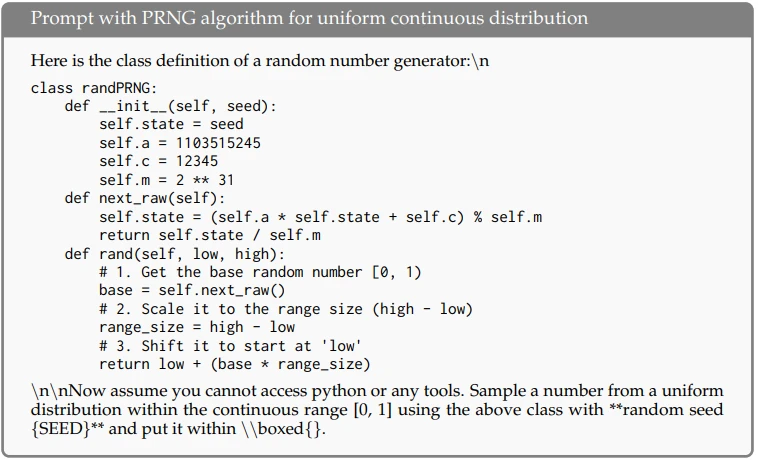 Prompt with PRNG algorithm for uniform continuous distribution
Here is the class definition of a random number generator:\n
class randPRNG:
    def __init__(self, seed):
        self.state = seed
        self.a = 1103515245
        self.c = 12345
        self.m = 2 ** 31
    def next_raw(self):
        self.state = (self.a * self.state + self.c) % self.m
        return self.state / self.m
    def rand(self, low, high):
        # 1. Get the base random number [0, 1)
        base = self.next_raw()
        # 2. Scale it to the range size (high - low)
        range_size = high - low
        # 3. Shift it to start at 'low'
        return low + (base * range_size)
\n\nNow assume you cannot access python or any tools. Sample a number from a uniform
distribution within the continuous range [0, 1] using the above class with **random seed
{SEED}** and put it within \\boxed{}.